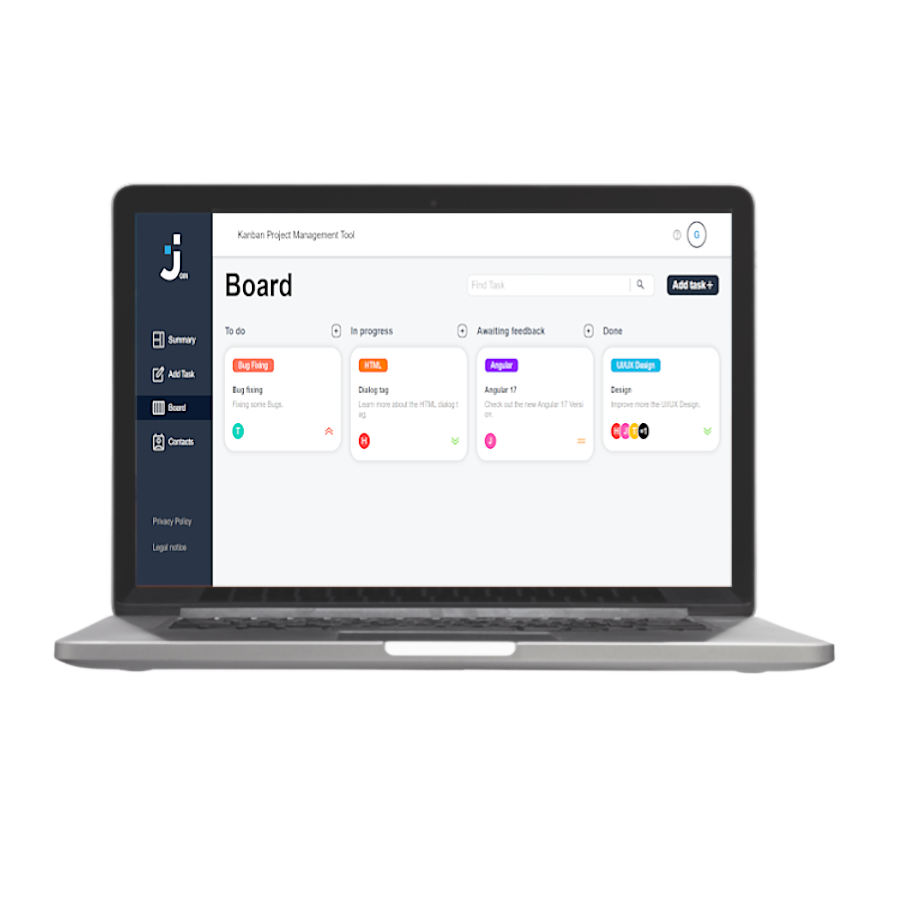 Join
Summary
Add Task
Board
Contacts
Privacy Policy
Legal notice
Kanban Project Management Tool
?
G
Board
Find Task
Add task+
To do
Bug Fixing
Bug fixing
Fixing some Bugs.
T
In progress
HTML
Dialog tag
Learn more about the HTML dialog t
ag.
H
Awaiting feedback
Angular
Angular 17
Check out the new Angular 17 Versi
on.
J
Done
UI/UX Design
Design
Improve more the UI/UX Design.
H J T +1